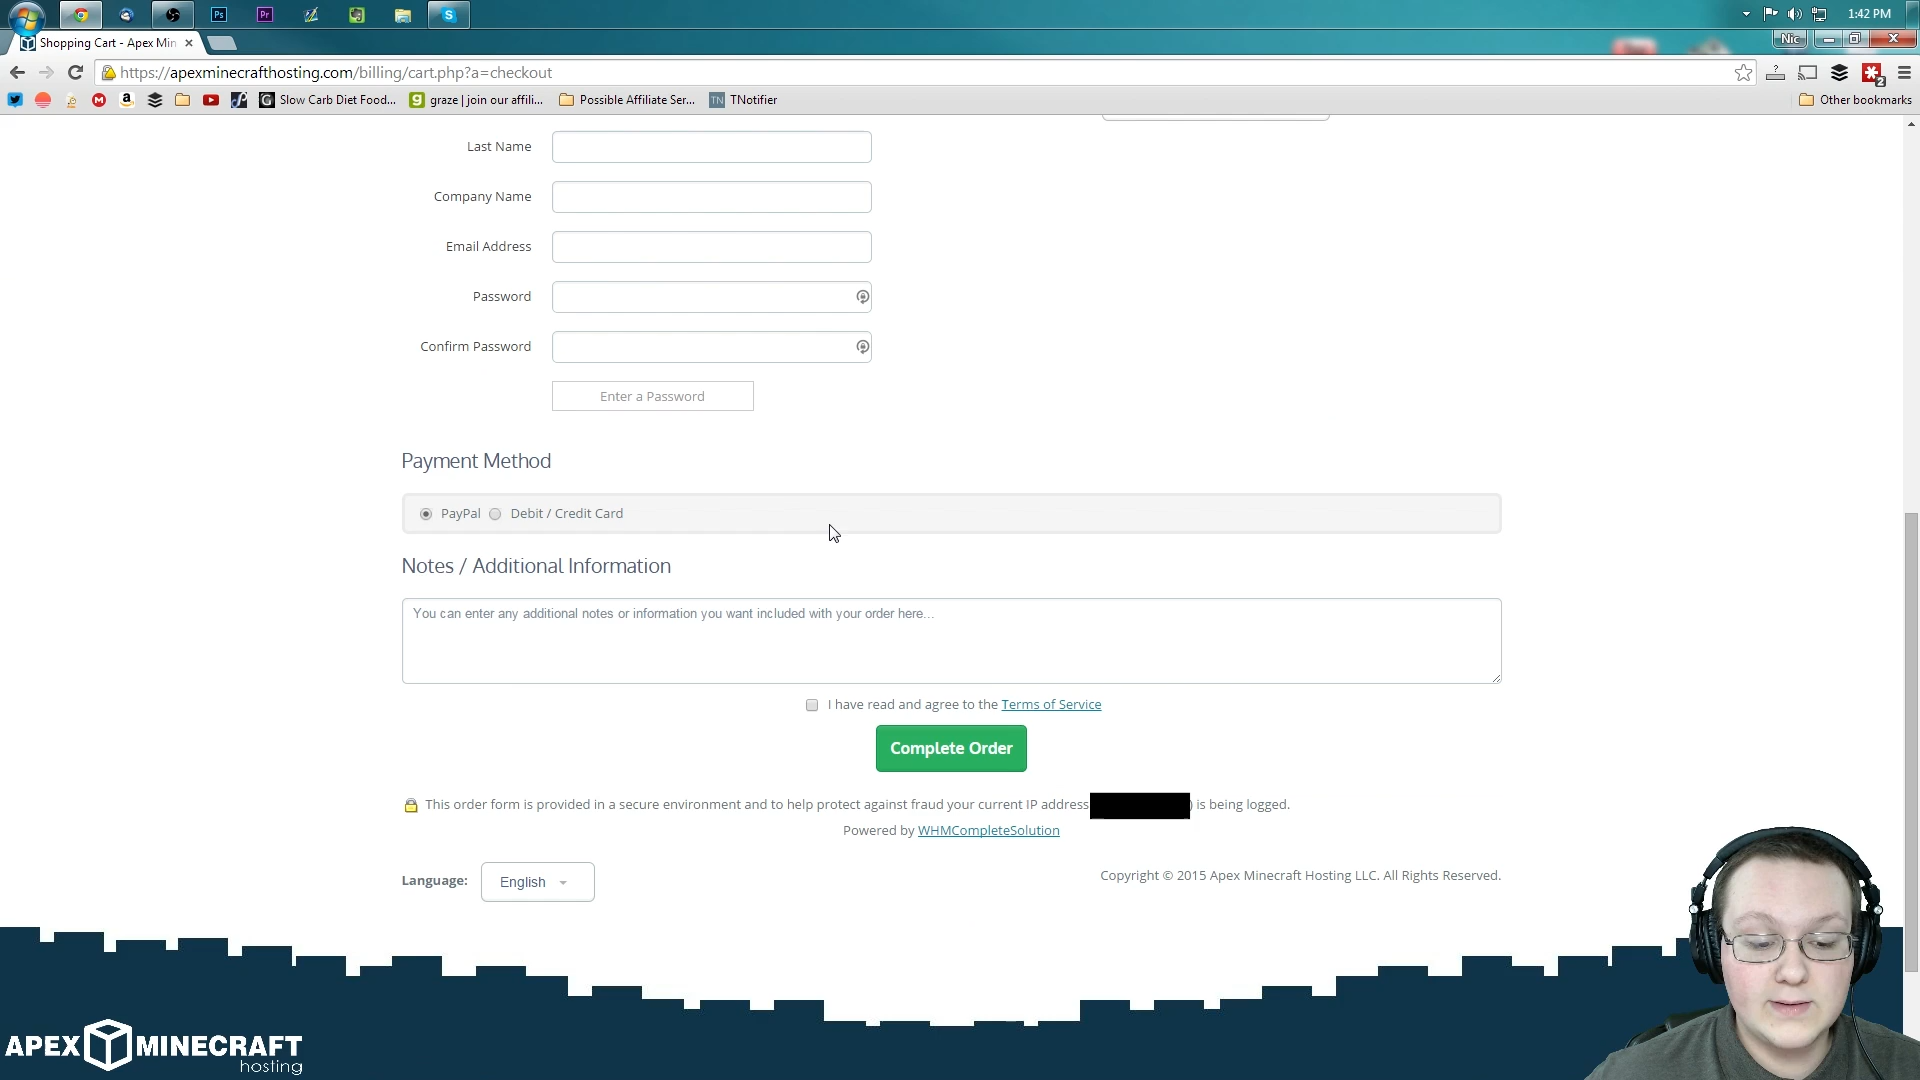 Ps
Pr
S
1:42 PM
Shopping Cart - Apex Min
Nic
https://apexminecrafthosting.com/billing/cart.php?a=checkout
2
M
a
G
Slow Carb Diet Food...
g
graze | join our affili...
Possible Affiliate Ser...
TN
TNotifier
Other bookmarks
Last Name
Company Name
Email Address
Password
Confirm Password
Enter a Password
Payment Method
PayPal
Debit / Credit Card
Notes / Additional Information
You can enter any additional notes or information you want included with your order here...
I have read and agree to the Terms of Service
Complete Order
This order form is provided in a secure environment and to help protect against fraud your current IP address ) is being logged.
Powered by WHMCompleteSolution
Language:
English
Copyright © 2015 Apex Minecraft Hosting LLC. All Rights Reserved.
APEX MINECRAFT
hosting